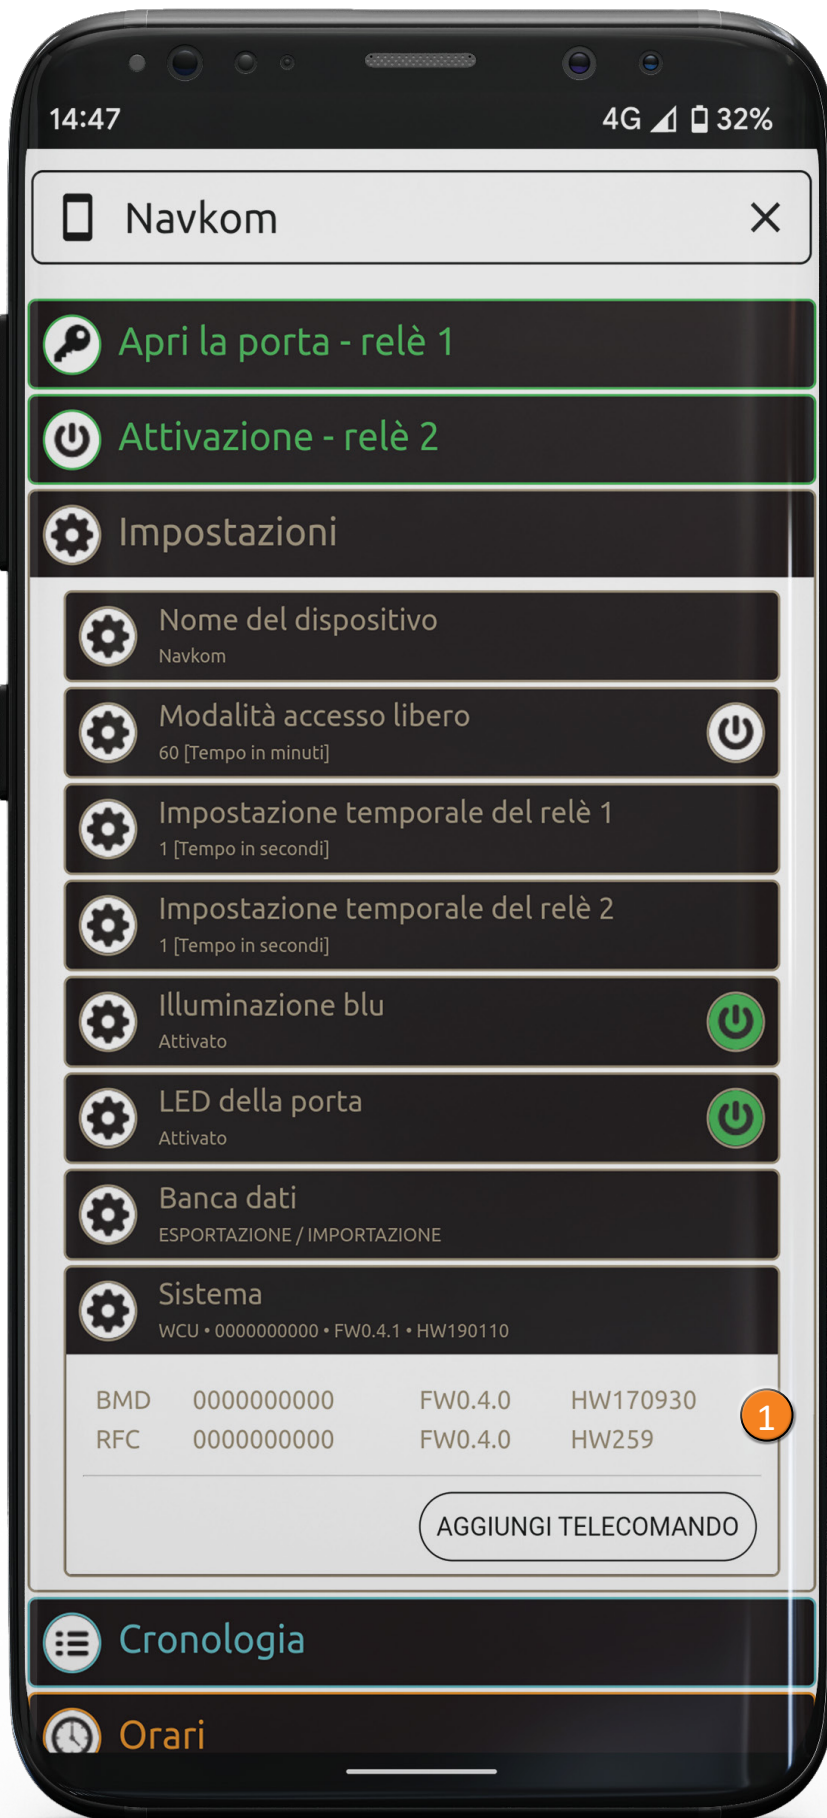 14:47
4G 32%
Navkom
Apri la porta - relè 1
Attivazione - relè 2
Impostazioni
Nome del dispositivo
Navkom
Modalità accesso libero
60 [Tempo in minuti]
Impostazione temporale del relè 1
1 [Tempo in secondi]
Impostazione temporale del relè 2
1 [Tempo in secondi]
Illuminazione blu
Attivato
LED della porta
Attivato
Banca dati
ESPORTAZIONE / IMPORTAZIONE
Sistema
WCU • 0000000000 • FW0.4.1 • HW190110
BMD 0000000000 FW0.4.0 HW170930
1
RFC 0000000000 FW0.4.0 HW259
AGGIUNGI TELECOMANDO
Cronologia
Orari